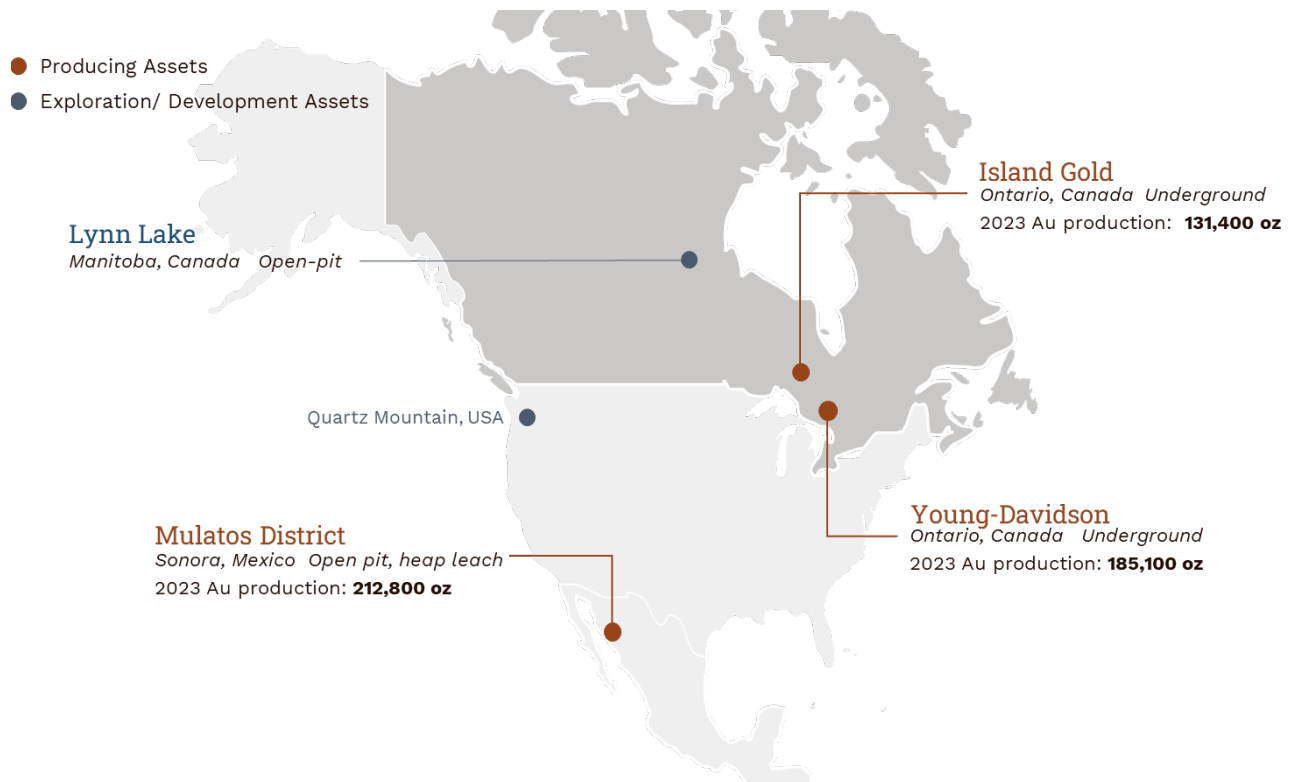 Producing Assets
Exploration/ Development Assets
Island Gold
Ontario, Canada Underground
2023 Au production: 131,400 oz
Lynn Lake
Manitoba, Canada Open-pit
Quartz Mountain, USA
Mulatos District
Sonora, Mexico Open pit, heap leach
2023 Au production: 212,800 oz
Young-Davidson
Ontario, Canada Underground
2023 Au production: 185,100 oz